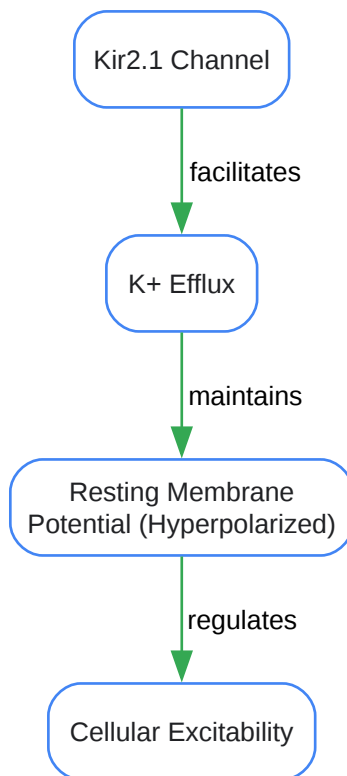 Kir2.1 Channel
facilitates
K+ Efflux
maintains
Resting Membrane
Potential (Hyperpolarized)
regulates
Cellular Excitability